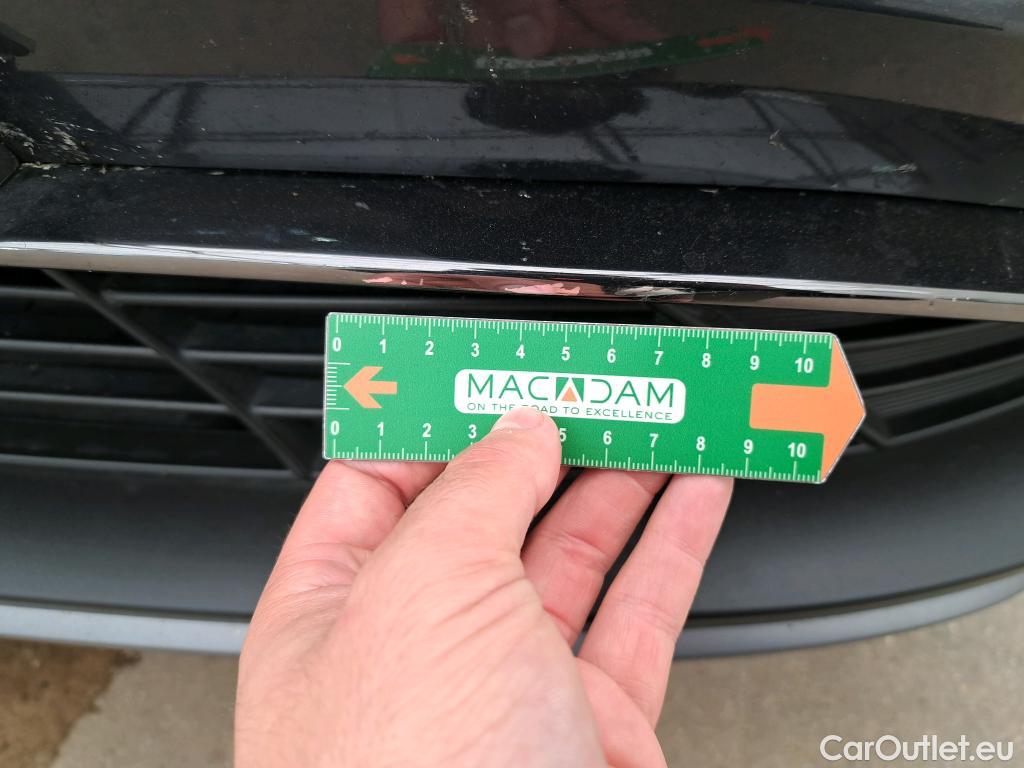 0 1 2 3 4 5 6 7 8 9 10
MACADAM
ON THE ROAD TO EXCELLENCE
0 1 2 3 5 6 7 8 9 10
CarOutlet.eu